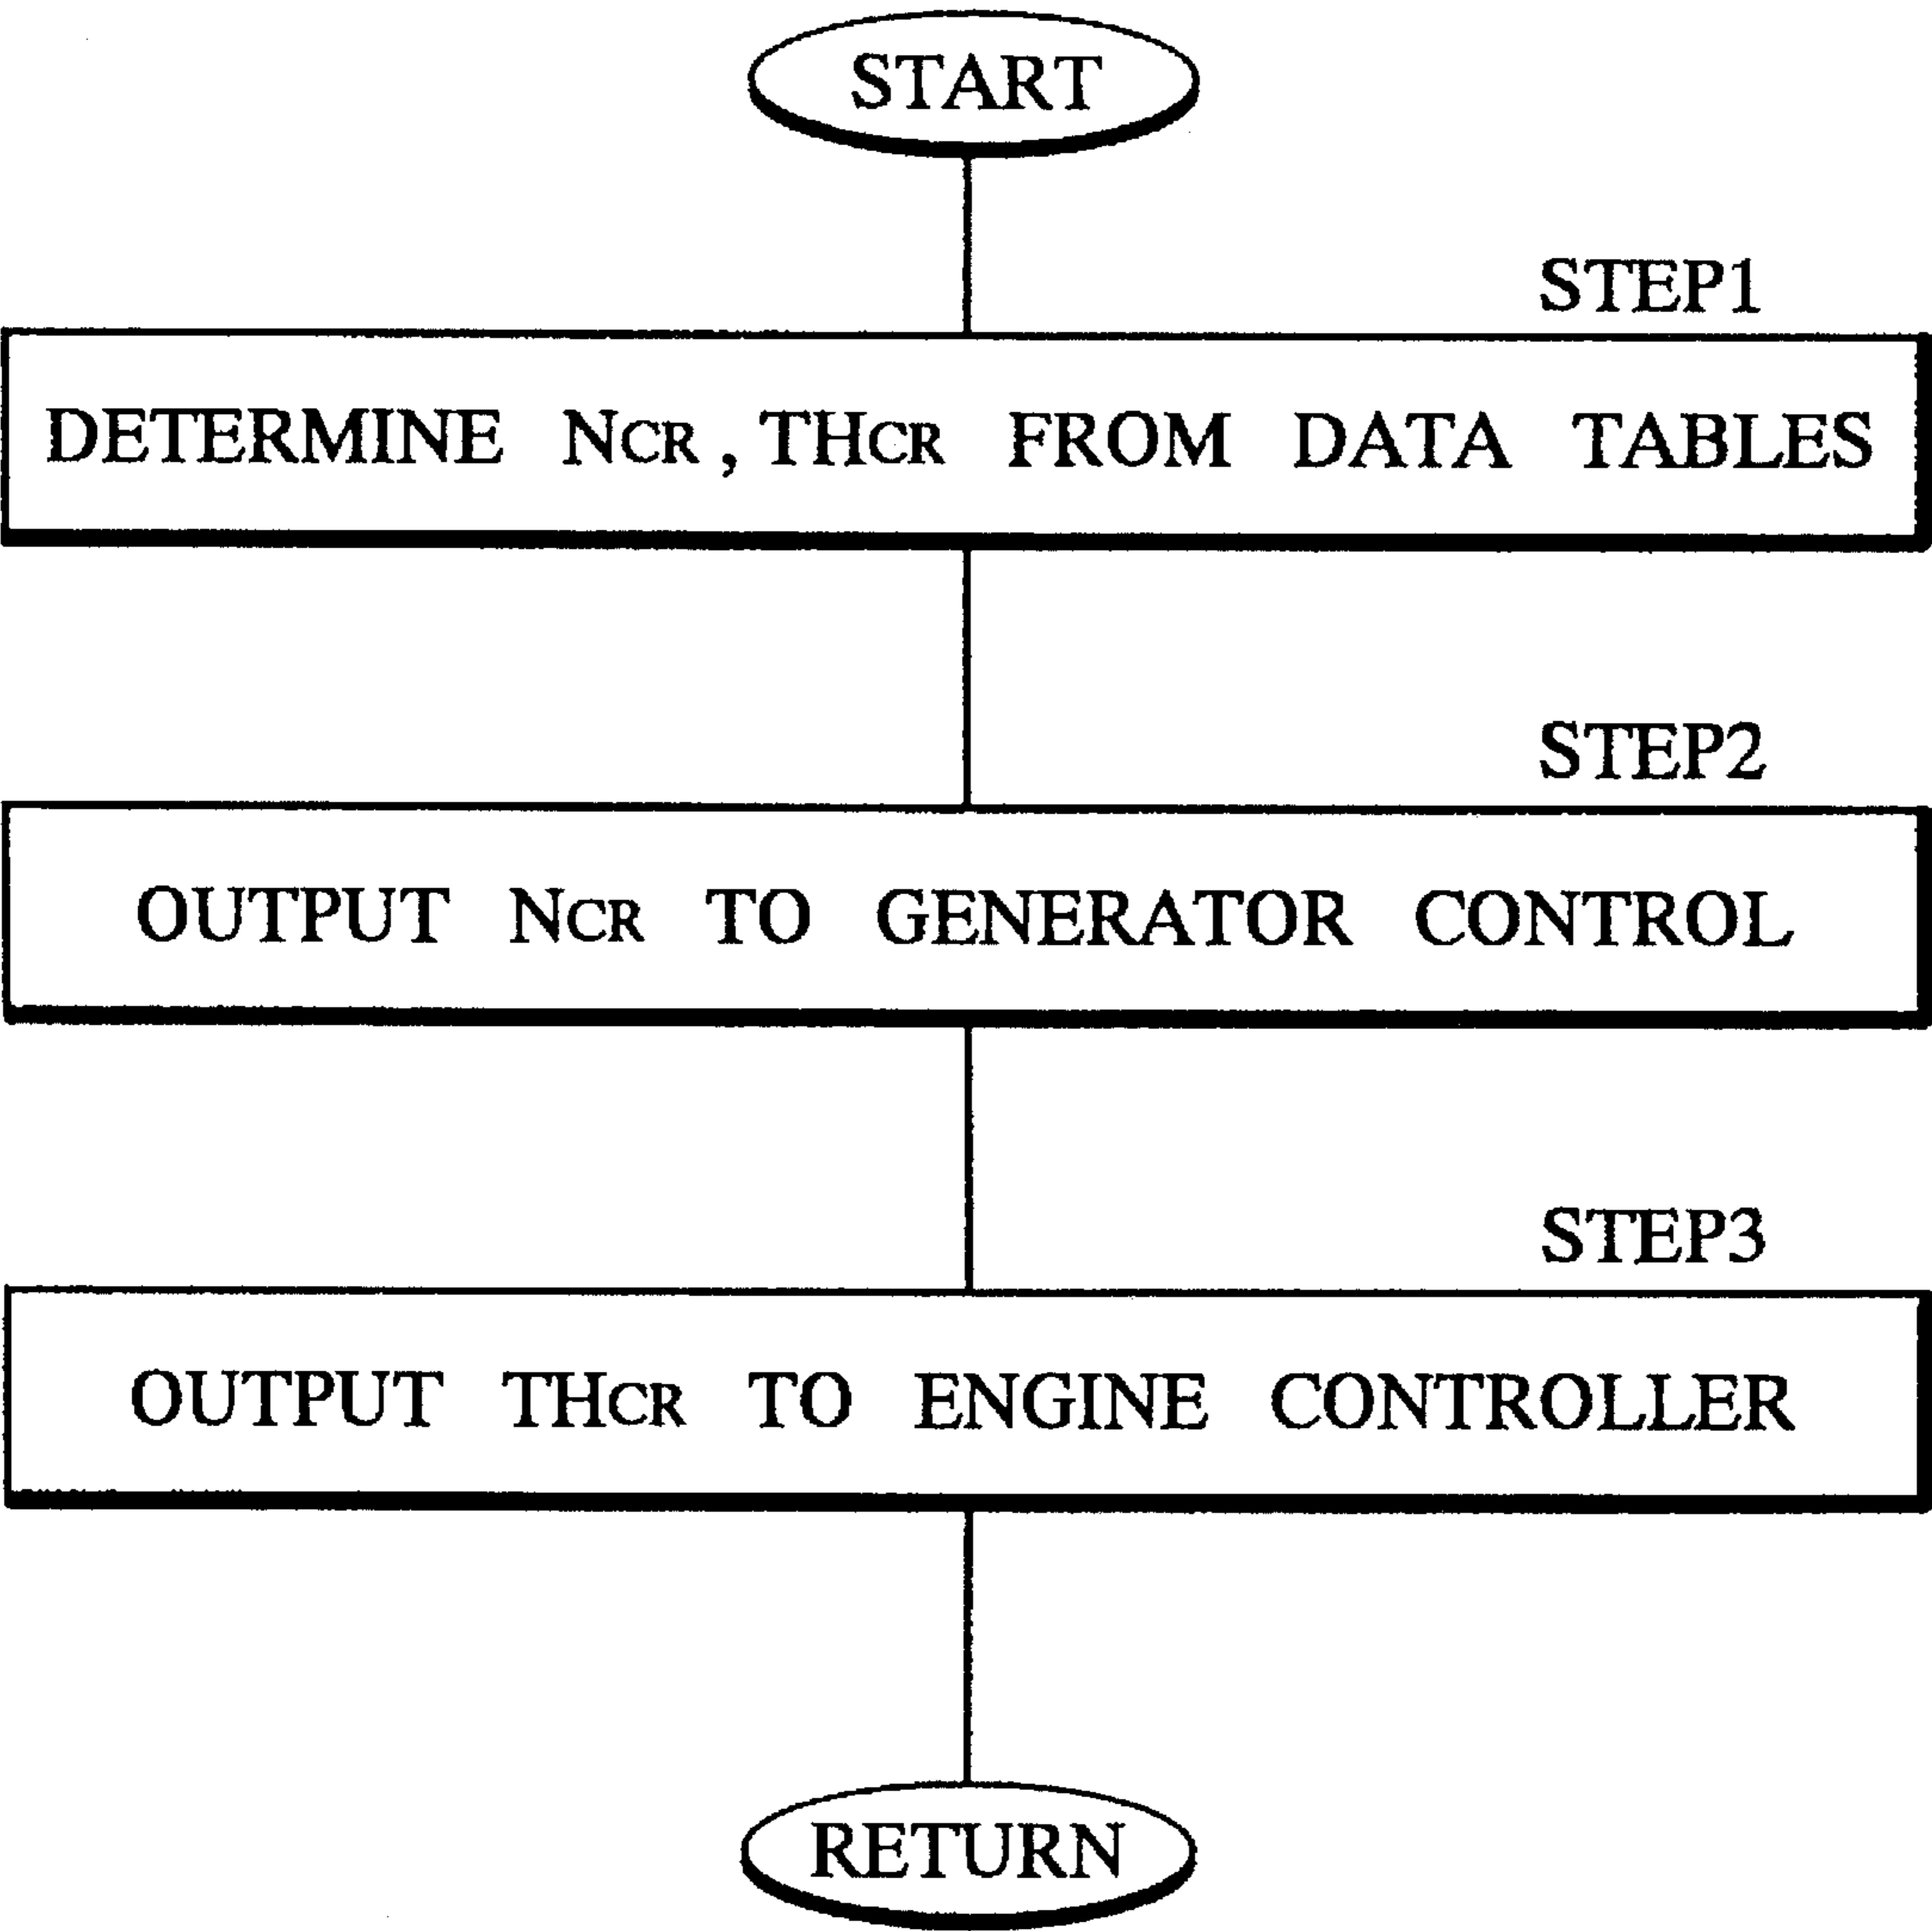 START
STEP1
DETERMINE NCR, THCR FROM DATA TABLES
STEP2
OUTPUT NCR TO GENERATOR CONTROL
STEP3
OUTPUT THCR TO ENGINE CONTROLLER
RETURN